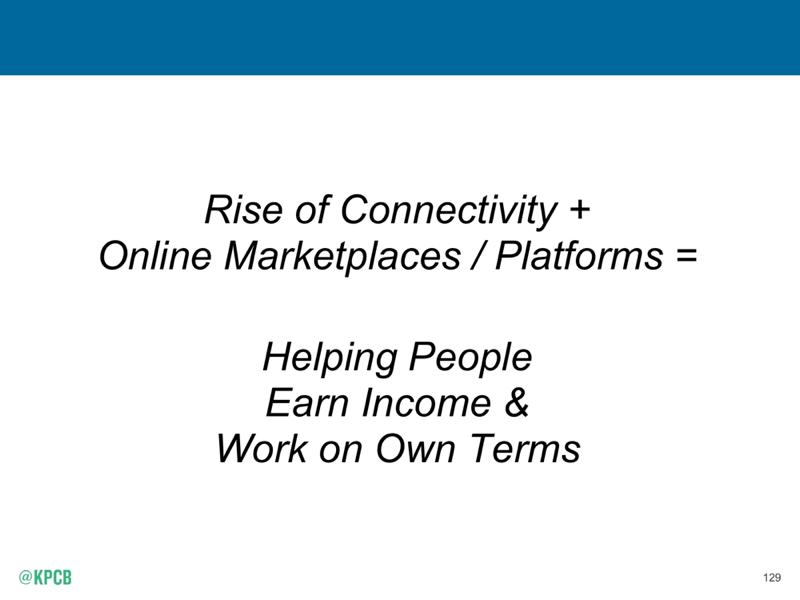 Rise of Connectivity +
Online Marketplaces / Platforms =
Helping People
Earn Income &
Work on Own Terms
@KPCB
129